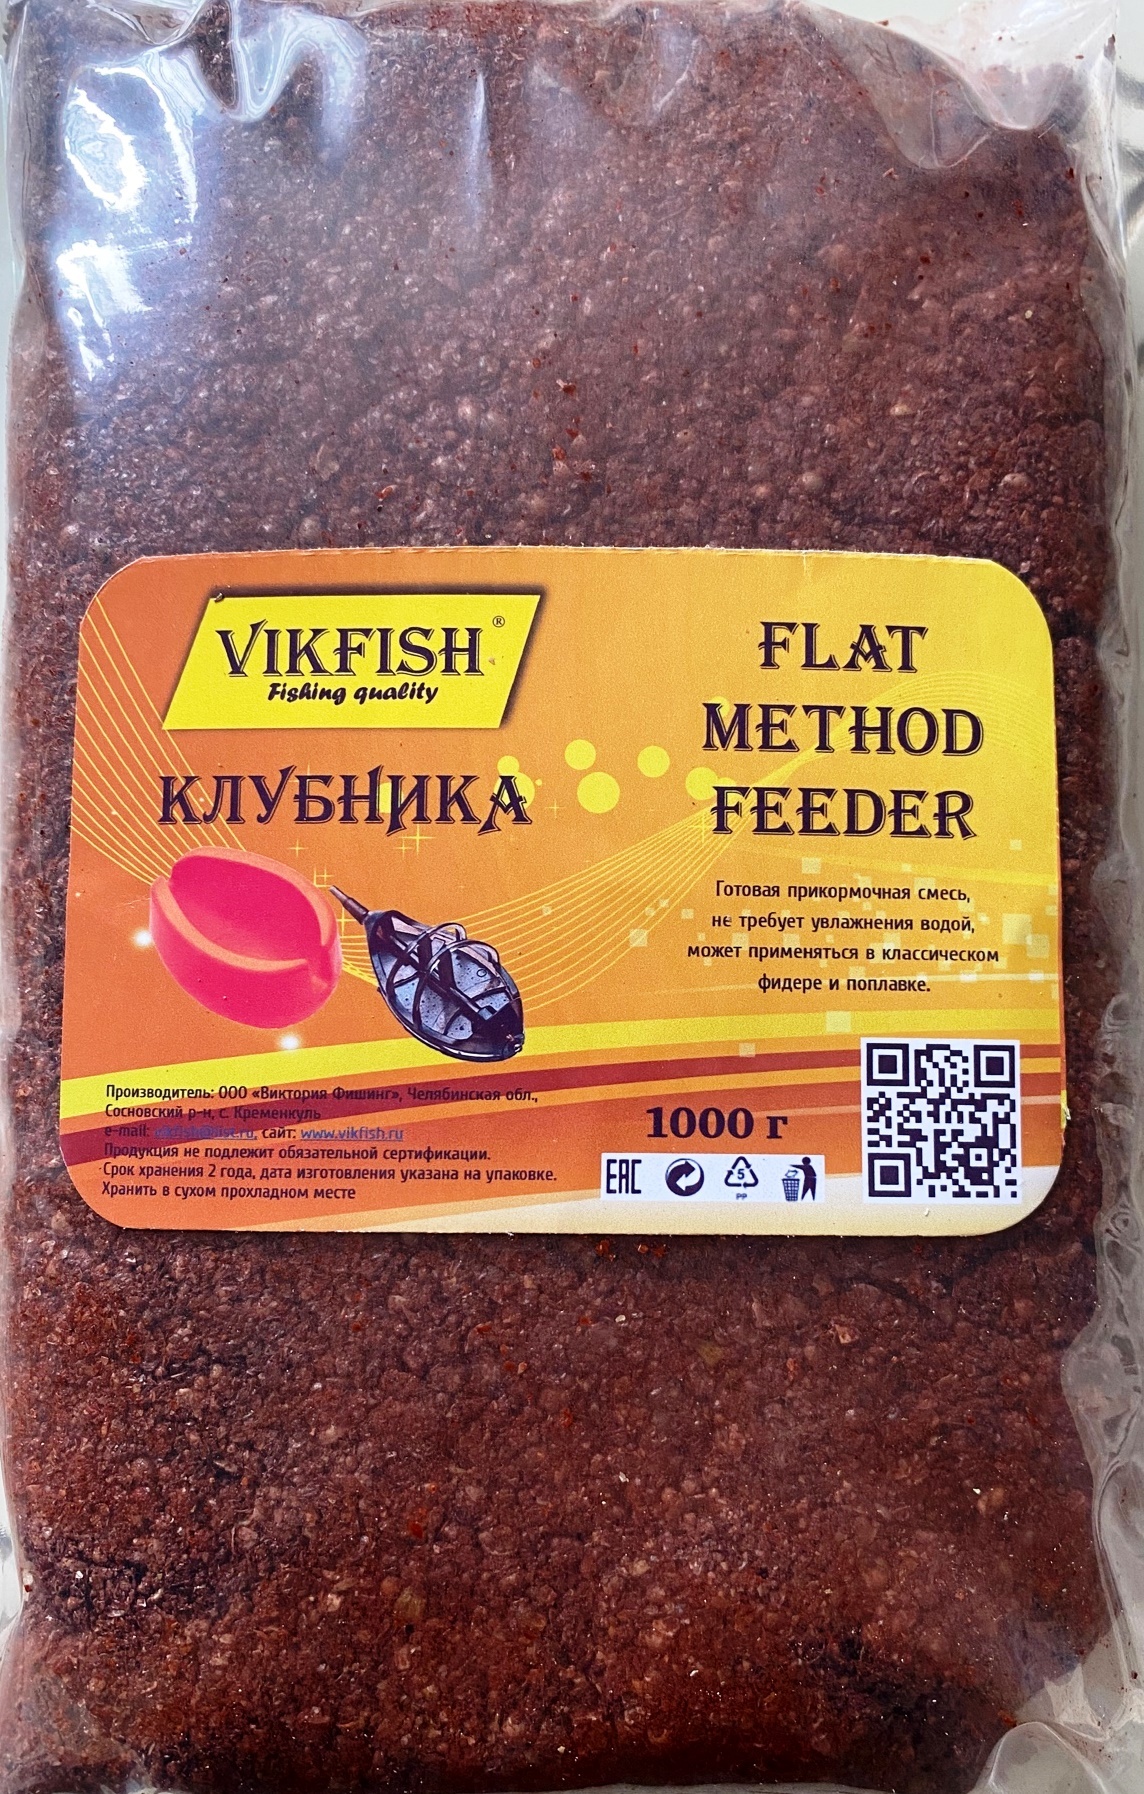 VIKFISH®
Fishing quality
КЛУБНИКА
FLAT
METHOD
FEEDER
Готовая прикормочная смесь,
не требует увлажнения водой,
может применяться в классическом
фидере и поплавке.
Производитель: ООО «Виктория Фишинг», Челябинская обл.,
Сосновский р-н, с. Кременкуль
e-mail: сайт: www.vikfish.ru
Продукция не подлежит обязательной сертификации.
Срок хранения 2 года, дата изготовления указана на упаковке.
Хранить в сухом прохладном месте
1000 г
EAC
5
PP